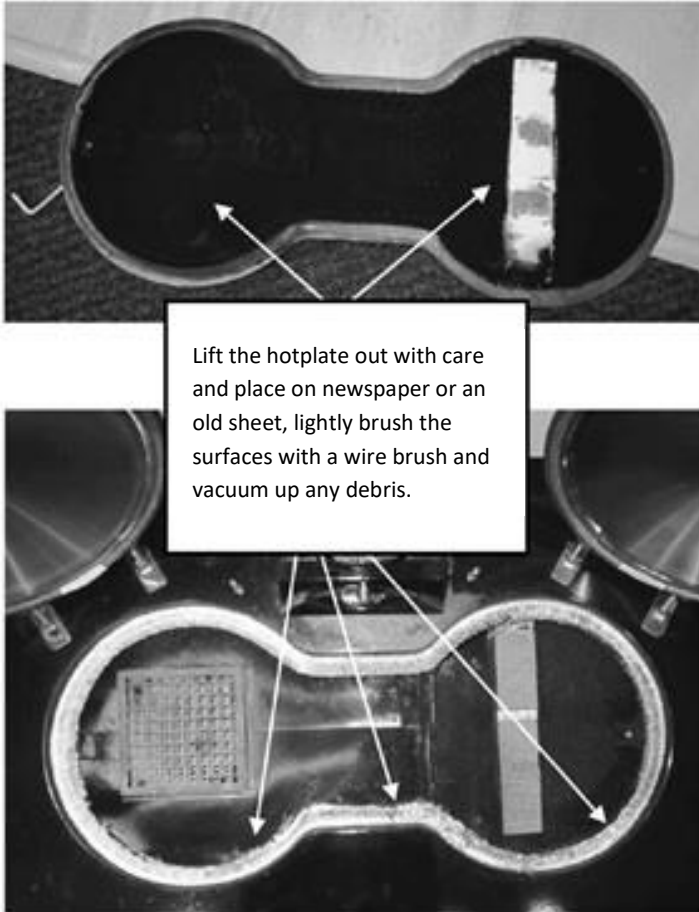 Lift the hotplate out with care
and place on newspaper or an
old sheet, lightly brush the
surfaces with a wire brush and
vacuum up any debris.